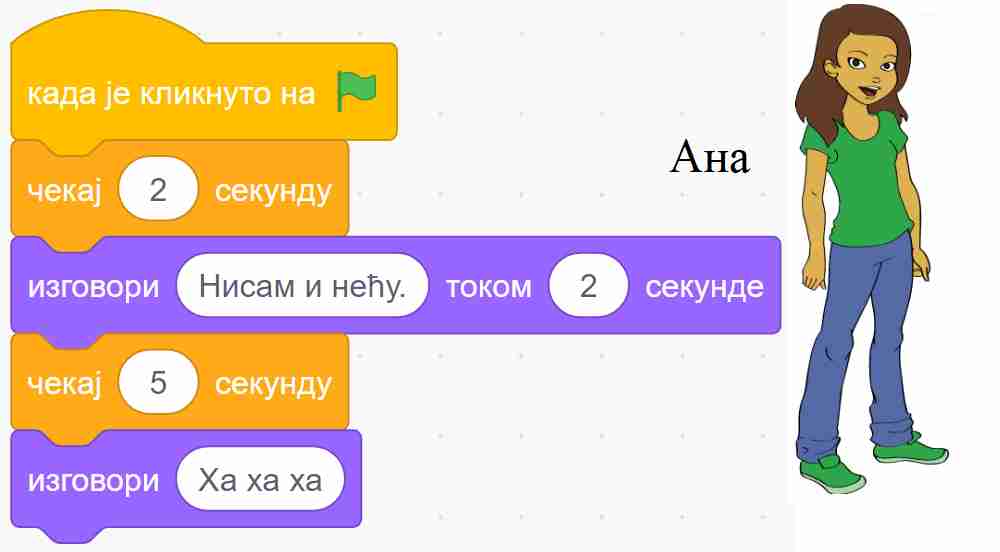 када је кликнуто на
Ана
чекај 2 секунду
изговори Нисам и нећу. током 2 секунде
чекај 5 секунду
изговори Ха ха ха